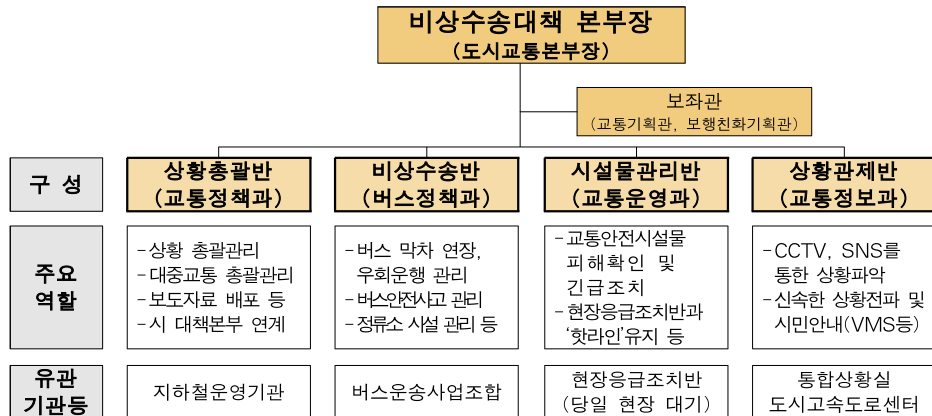 비상수송대책 본부장
(도시교통본부장)
보좌관
(교통기획관, 보행친화기획관)
구 성
상황총괄반
(교통정책과)
비상수송반
(버스정책과)
시설물관리반
(교통운영과)
상황관제반
(교통정보과)
주요
역할
- 상황 총괄관리
- 대중교통 총괄관리
- 보도자료 배포 등
- 시 대책본부 연계
- 버스 막차 연장,
우회운행 관리
- 버스안전사고 관리
- 정류소 시설 관리 등
- 교통안전시설물
피해확인 및
긴급조치
- 현장응급조치반과
‘핫라인’유지 등
- CCTV, SNS를
통한 상황파악
- 신속한 상황전파 및
시민안내(VMS등)
유관
기관등
지하철운영기관
버스운송사업조합
현장응급조치반
(당일 현장 대기)
통합상황실
도시고속도로센터